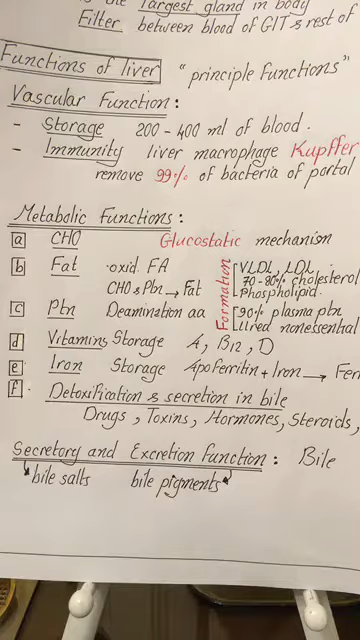 the largest gland in body
Filter between blood of GIT & rest of
Functions of liver "principle functions"
Vascular Function:
- Storage 200-400 ml of blood.
- Immunity liver macrophage Kupffer
remove 99% of bacteria of portal
Metabolic Functions:
a CHO Glucostatic mechanism
b Fat oxid. FA Formation VLDL, LDL
70-80% cholesterol
CHO & Ptn → Fat Phospholipid.
c Ptn Deamination aa 90% plasma ptn
nonessential
d Vitamins Storage A, B12, D
e Iron Storage Apoferritin + Iron →
f. Detoxification & secretion in bile
Drugs, Toxins, Hormones, Steroids,
Secretory and Excretion function: Bile
bile salts bile pigments